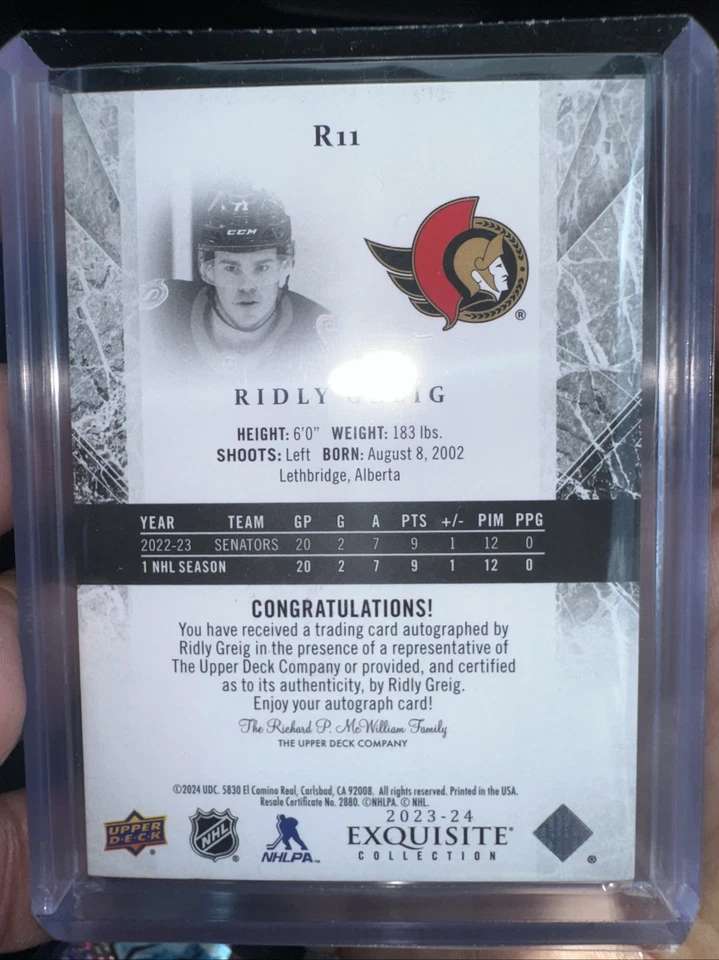 R11
71
CCM
RIDLY
HEIGHT: 6'0" WEIGHT: 183 lbs.
SHOOTS: Left BORN: August 8, 2002
Lethbridge, Alberta
YEAR TEAM GP G A PTS +/- PIM PPG
2022-23 SENATORS 20 2 7 9 1 12 0
1 NHL SEASON 20 2 7 9 1 12 0
CONGRATULATIONS!
You have received a trading card autographed by
Ridly Greig in the presence of a representative of
The Upper Deck Company or provided, and certified
as to its authenticity, by Ridly Greig.
Enjoy your autograph card!
The Richard P. McWilliam Family
THE UPPER DECK COMPANY
©2024 UDC. 5830 El Camino Real, Carlsbad, CA 92008. All rights reserved. Printed in the USA.
Resale Certificate No. 2880. ©NHLPA. © NHL.
UPPER DECK
NHL
NHLPA
2023-24
EXQUISITE
COLLECTION